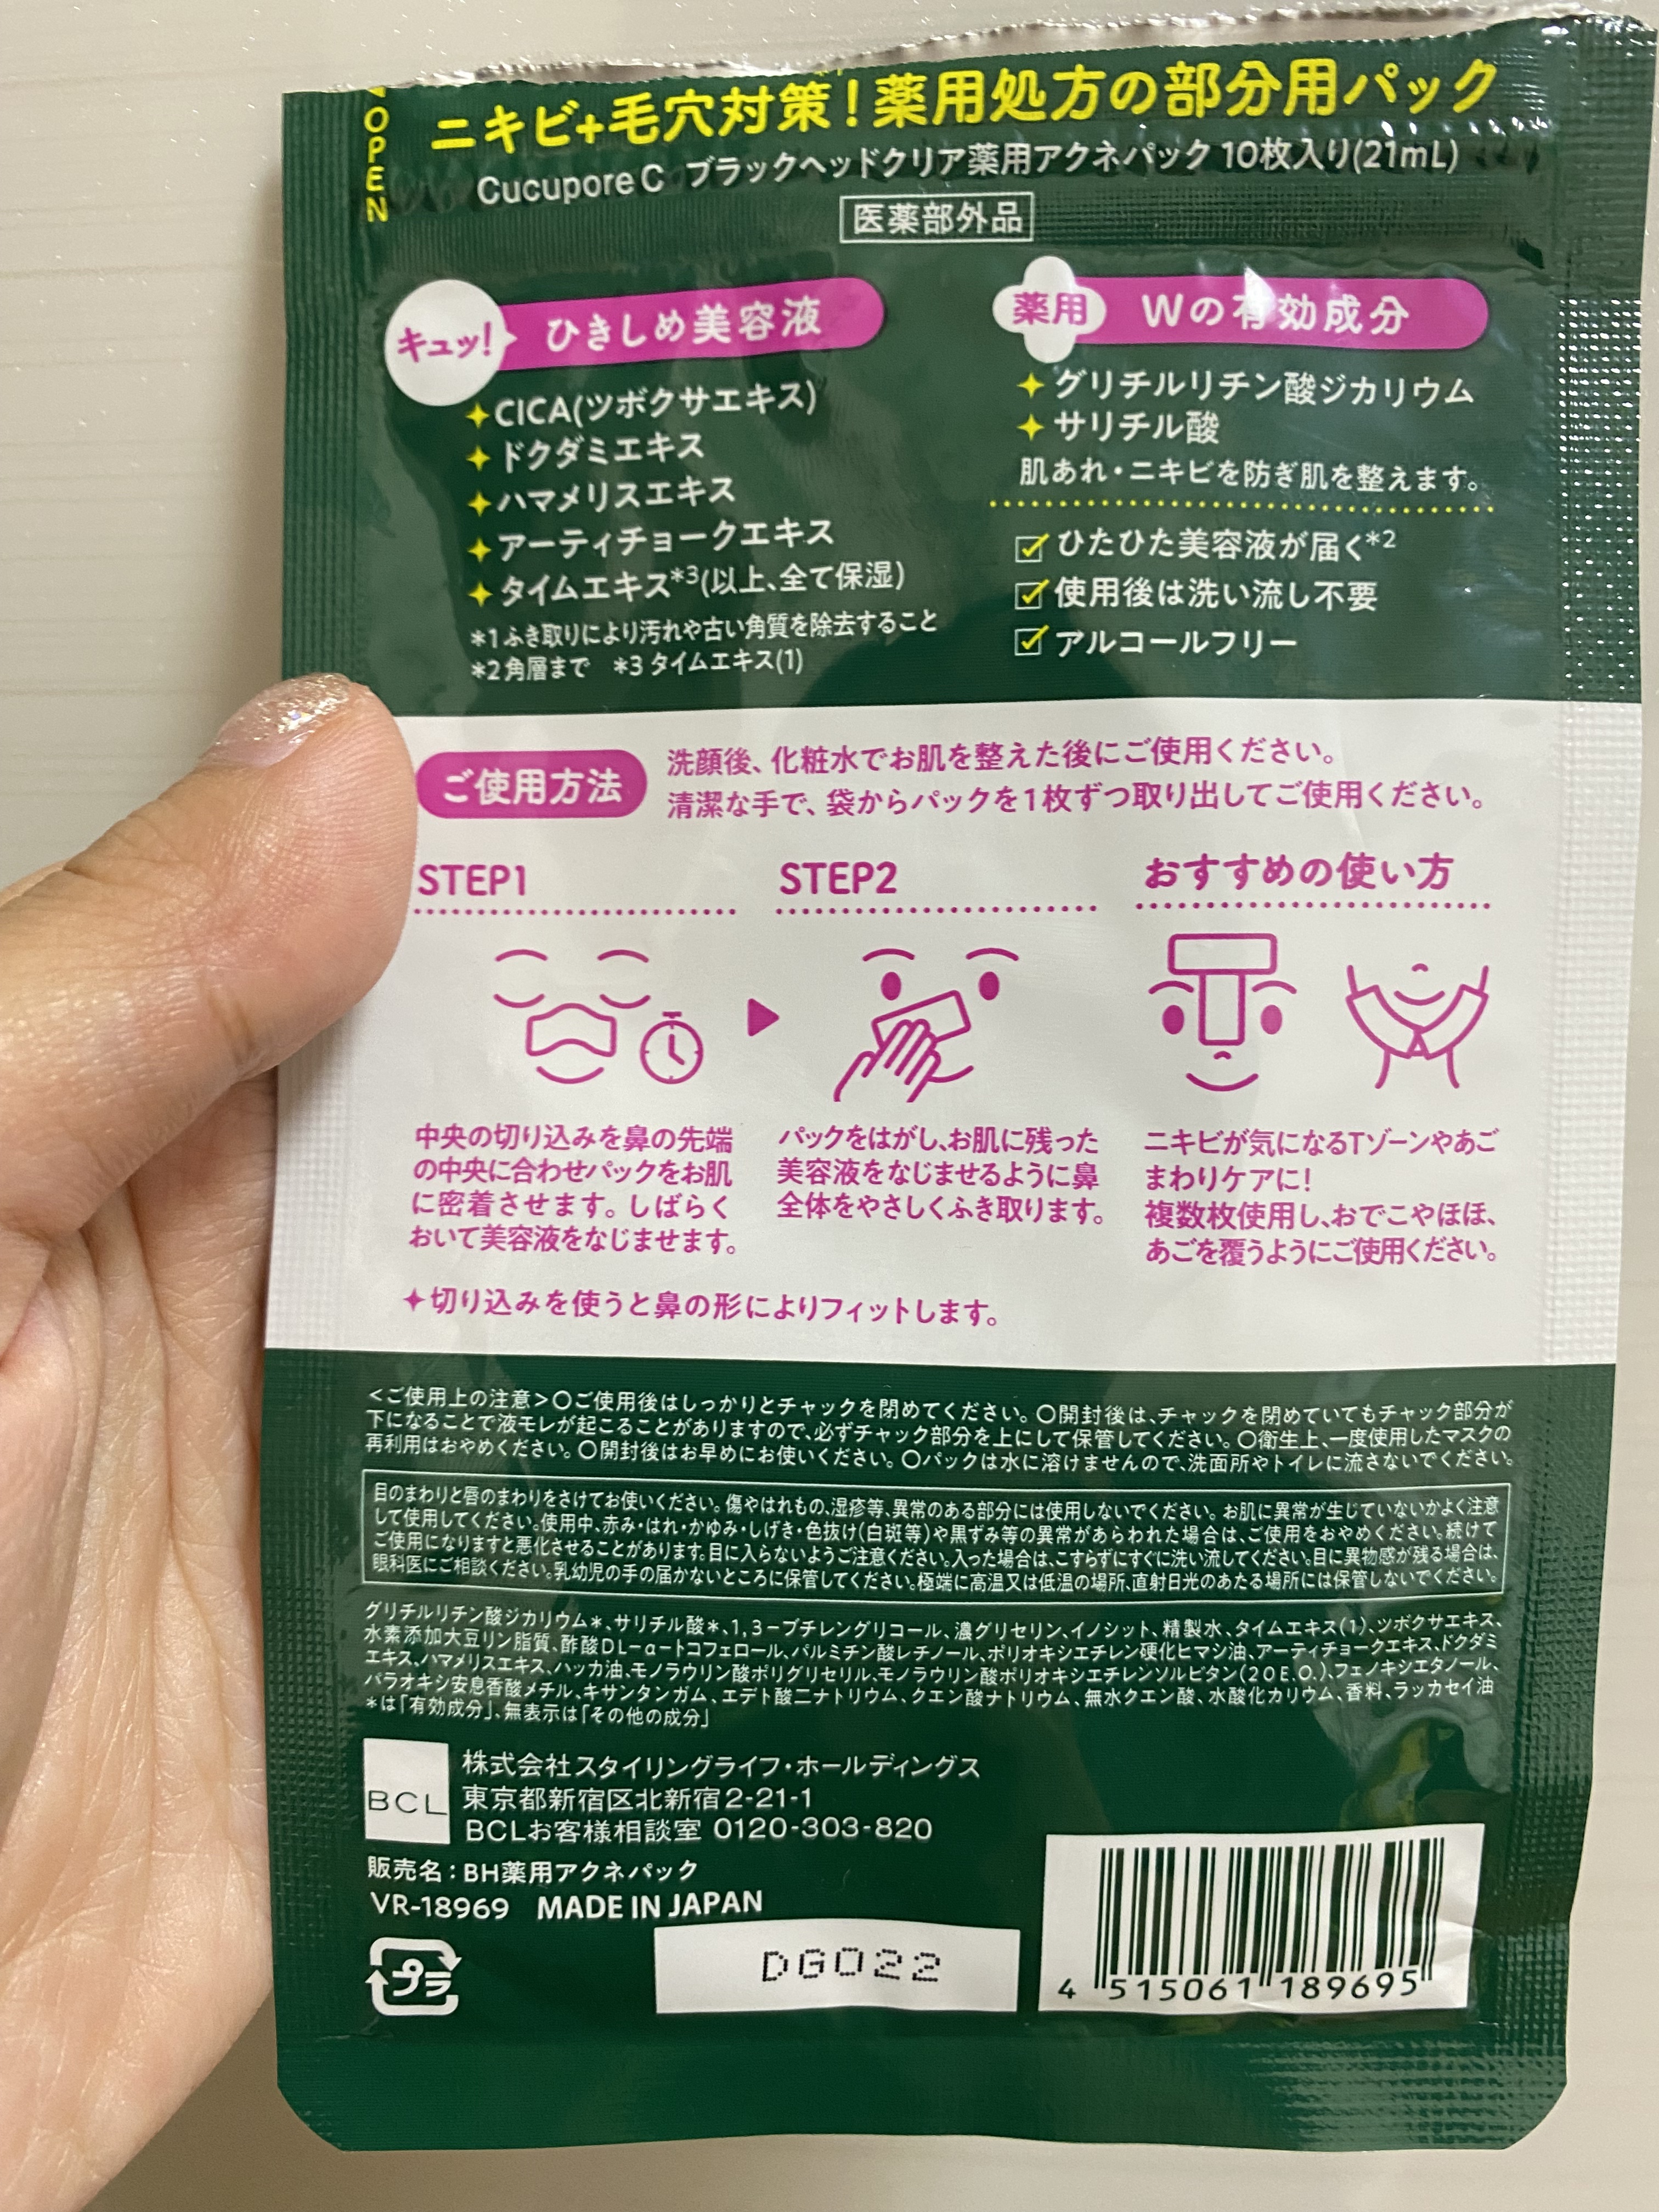 OPEN
ニキビ+毛穴対策!薬用処方の部分用パック
Cucupore C ブラックヘッドクリア薬用アクネパック 10枚入り(21mL)
医薬部外品
キュッ! ひきしめ美容液
✦CICA(ツボクサエキス)
✦ドクダミエキス
✦ハマメリスエキス
✦アーティチョークエキス
✦タイムエキス*3(以上、全て保湿)
*1ふき取りにより汚れや古い角質を除去すること
*2角層まで *3 タイムエキス(1)
薬用 Wの有効成分
✦グリチルリチン酸ジカリウム
✦サリチル酸
肌あれ・ニキビを防ぎ肌を整えます。
☑ひたひた美容液が届く*2
☑使用後は洗い流し不要
☑アルコールフリー
ご使用方法
洗顔後、化粧水でお肌を整えた後にご使用ください。
清潔な手で、袋からパックを1枚ずつ取り出してご使用ください。
STEP1
中央の切り込みを鼻の先端
の中央に合わせパックをお肌
に密着させます。しばらく
おいて美容液をなじませます。
STEP2
パックをはがし、お肌に残った
美容液をなじませるように鼻
全体をやさしくふき取ります。
おすすめの使い方
ニキビが気になるTゾーンやあご
まわりケアに!
複数枚使用し、おでこやほほ、
あごを覆うようにご使用ください。
✦切り込みを使うと鼻の形によりフィットします。
<ご使用上の注意>○ご使用後はしっかりとチャックを閉めてください。○開封後は、チャックを閉めていてもチャック部分が
下になることで液モレが起こることがありますので、必ずチャック部分を上にして保管してください。○衛生上、一度使用したマスクの
再利用はおやめください。○開封後はお早めにお使いください。○パックは水に溶けませんので、洗面所やトイレに流さないでください。
目のまわりと唇のまわりをさけてお使いください。傷やはれもの、湿疹等、異常のある部分には使用しないでください。お肌に異常が生じていないかよく注意
して使用してください。使用中、赤み・はれ・かゆみ・しげき・色抜け(白斑等)や黒ずみ等の異常があらわれた場合は、ご使用をおやめください。続けて
ご使用になりますと悪化させることがあります。目に入らないようご注意ください。入った場合は、こすらずにすぐに洗い流してください。目に異物感が残る場合は、
眼科医にご相談ください。乳幼児の手の届かないところに保管してください。極端に高温又は低温の場所、直射日光のあたる場所には保管しないでください。
グリチルリチン酸ジカリウム*、サリチル酸*、1,3-ブチレングリコール、濃グリセリン、イノシット、精製水、タイムエキス(1)、ツボクサエキス、
水素添加大豆リン脂質、酢酸DL-α-トコフェロール、パルミチン酸レチノール、ポリオキシエチレン硬化ヒマシ油、アーティチョークエキス、ドクダミ
エキス、ハマメリスエキス、ハッカ油、モノラウリン酸ポリグリセリル、モノラウリン酸ポリオキシエチレンソルビタン(20E.O.)、フェノキシエタノール、
パラオキシ安息香酸メチル、キサンタンガム、エデト酸二ナトリウム、クエン酸ナトリウム、無水クエン酸、水酸化カリウム、香料、ラッカセイ油
*は「有効成分」、無表示は「その他の成分」
BCL
株式会社スタイリングライフ・ホールディングス
東京都新宿区北新宿2-21-1
BCLお客様相談室 0120-303-820
販売名:BH薬用アクネパック
VR-18969 MADE IN JAPAN
プラ
DG022
4 515061 189695